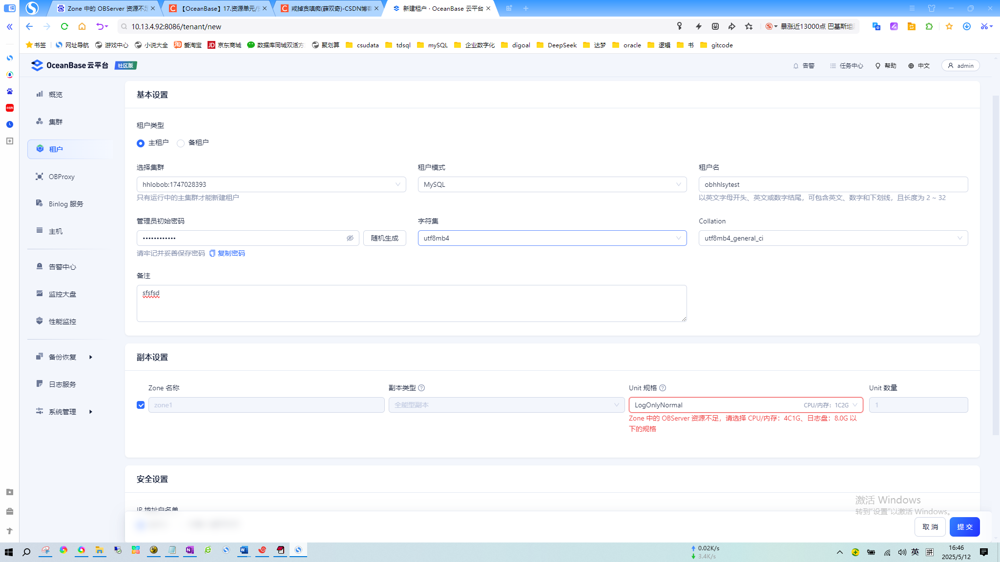 Zone 中的 OBServer 资源不足
【OceanBase】17.资源单元/
戒掉贪嗔痴(薛双奇)-CSDN博客
新建租户 · OceanBase 云平台
10.13.4.92:8086/tenant/new
暴涨近13000点 巴基斯坦
书签
网址导航
游戏中心
小说大全
爱淘宝
京东商城
数据库同城双活方
聚划算
csudata
tdsql
mySQL
企业数字化
digoal
DeepSeek
达梦
oracle
逻辑
书
gitcode
OceanBase 云平台 社区版
告警
任务中心
帮助
中文
admin
概览
集群
租户
OBProxy
Binlog 服务
主机
告警中心
监控大盘
性能监控
备份恢复
日志服务
系统管理
基本设置
租户类型
主租户 备租户
选择集群 租户模式 租户名
hhlobob:1747028393 MySQL obhhlsytest
只有运行中的主集群才能新建租户 以英文字母开头、英文或数字结尾，可包含英文、数字和下划线，且长度为 2 ~ 32
管理员初始密码 字符集 Collation
•••••••••••• 随机生成 utf8mb4 utf8mb4_general_ci
请牢记并妥善保存密码 复制密码
备注
sfsfsd
副本设置
Zone 名称 副本类型 Unit 规格 Unit 数量
zone1 全能型副本 LogOnlyNormal CPU/内存：1C2G 1
Zone 中的 OBServer 资源不足，请选择 CPU/内存：4C1G、日志盘：8.0G 以
下的规格
安全设置
IP 地址白名单
激活 Windows
转到"设置"以激活 Windows。
取 消 提 交
0.02K/s
3.4K/s
英
拼
16:46
2025/5/12